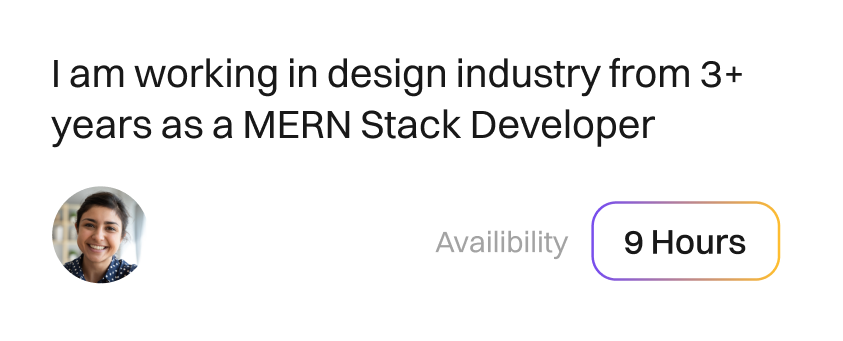 I am working in design industry from 3+
years as a MERN Stack Developer
Availibility
9 Hours